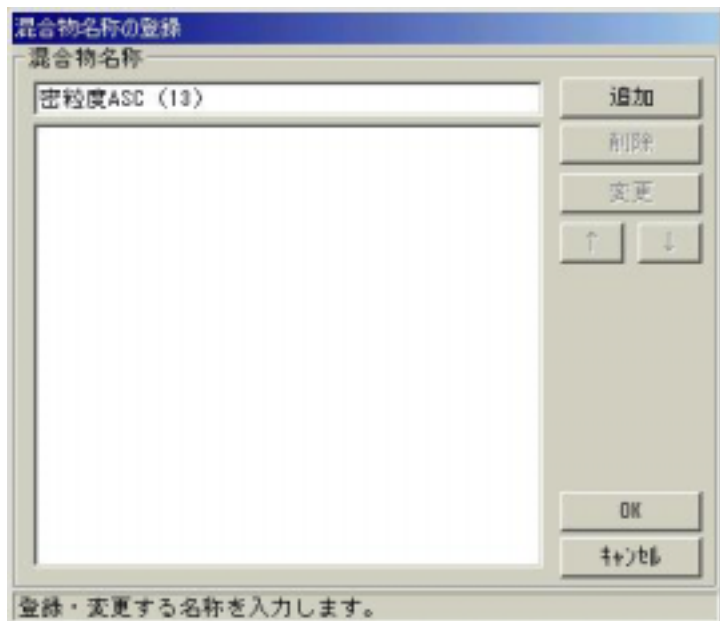 混合物名称の登録
混合物名称
密粒度ASC (13)
追加
削除
変更
↑ ↓
OK
ｷｬﾝｾﾙ
登録・変更する名称を入力します。